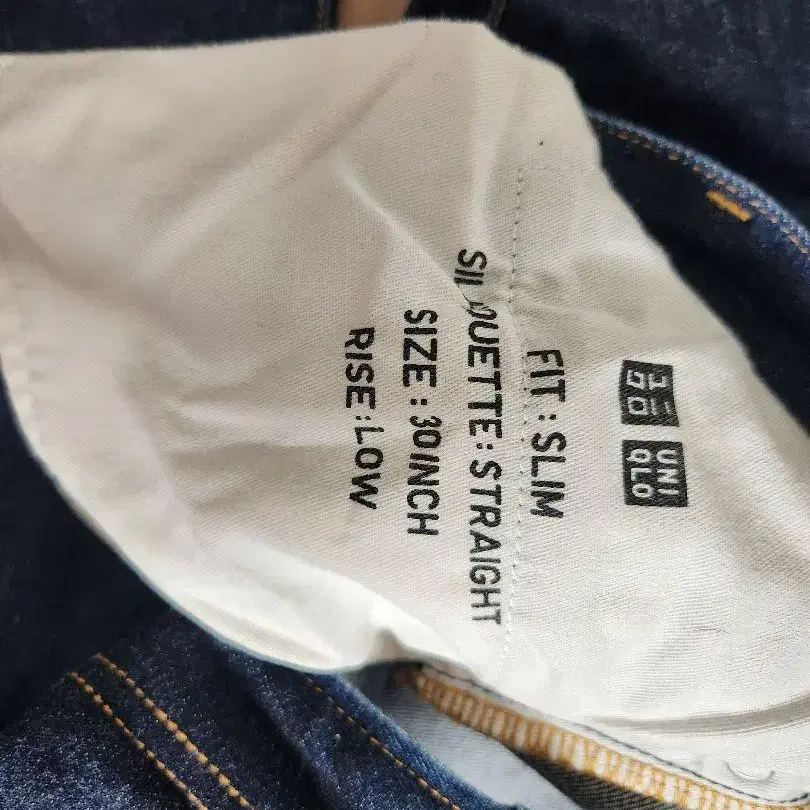 ユニ
クロ
UNI
QLO
FIT : SLIM
SILHOUETTE : STRAIGHT
SIZE : 30INCH
RISE : LOW